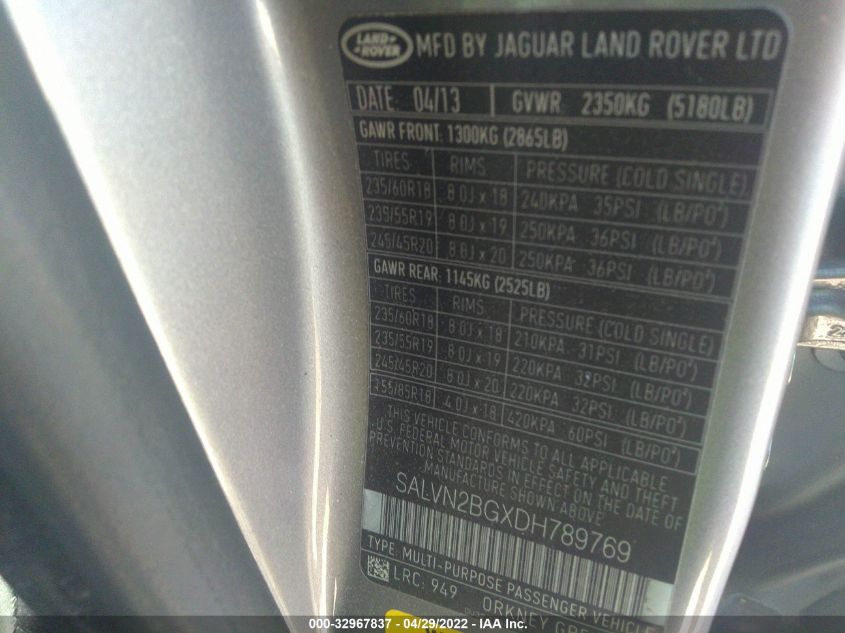 LAND ROVER
MFD BY JAGUAR LAND ROVER LTD
DATE: 04/13 GVWR 2350KG (5180LB)
GAWR FRONT: 1300KG (2865LB)
TIRES RIMS PRESSURE (COLD SINGLE)
235/60R18 8.0J x 18 240KPA 35PSI (LB/PO²)
235/55R19 8.0J x 19 250KPA 36PSI (LB/PO²)
245/45R20 8.0J x 20 250KPA 36PSI (LB/PO²)
GAWR REAR: 1145KG (2525LB)
TIRES RIMS PRESSURE (COLD SINGLE)
235/60R18 8.0J x 18 210KPA 31PSI (LB/PO²)
235/55R19 8.0J x 19 220KPA 32PSI (LB/PO²)
245/45R20 8.0J x 20 220KPA 32PSI (LB/PO²)
155/85R18 4.0J x 18 420KPA 60PSI (LB/PO²)
THIS VEHICLE CONFORMS TO ALL APPLICABLE
U.S. FEDERAL MOTOR VEHICLE SAFETY AND THEFT
PREVENTION STANDARDS IN EFFECT ON THE DATE
OF MANUFACTURE SHOWN ABOVE
SALVN2BGXDH789769
TYPE: MULTI-PURPOSE PASSENGER VEHICLE
LRC: 949 ORKNEY
000-32967837 - 04/29/2022 - IAA Inc.